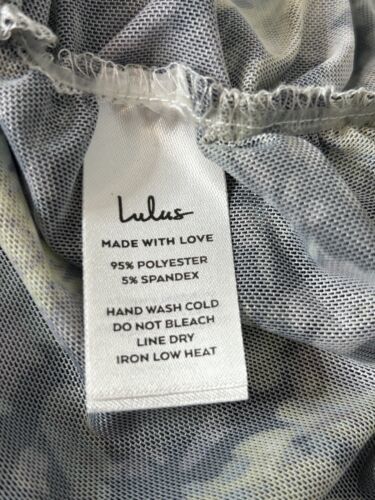 Lulus
MADE WITH LOVE
95% POLYESTER
5% SPANDEX
HAND WASH COLD
DO NOT BLEACH
LINE DRY
IRON LOW HEAT